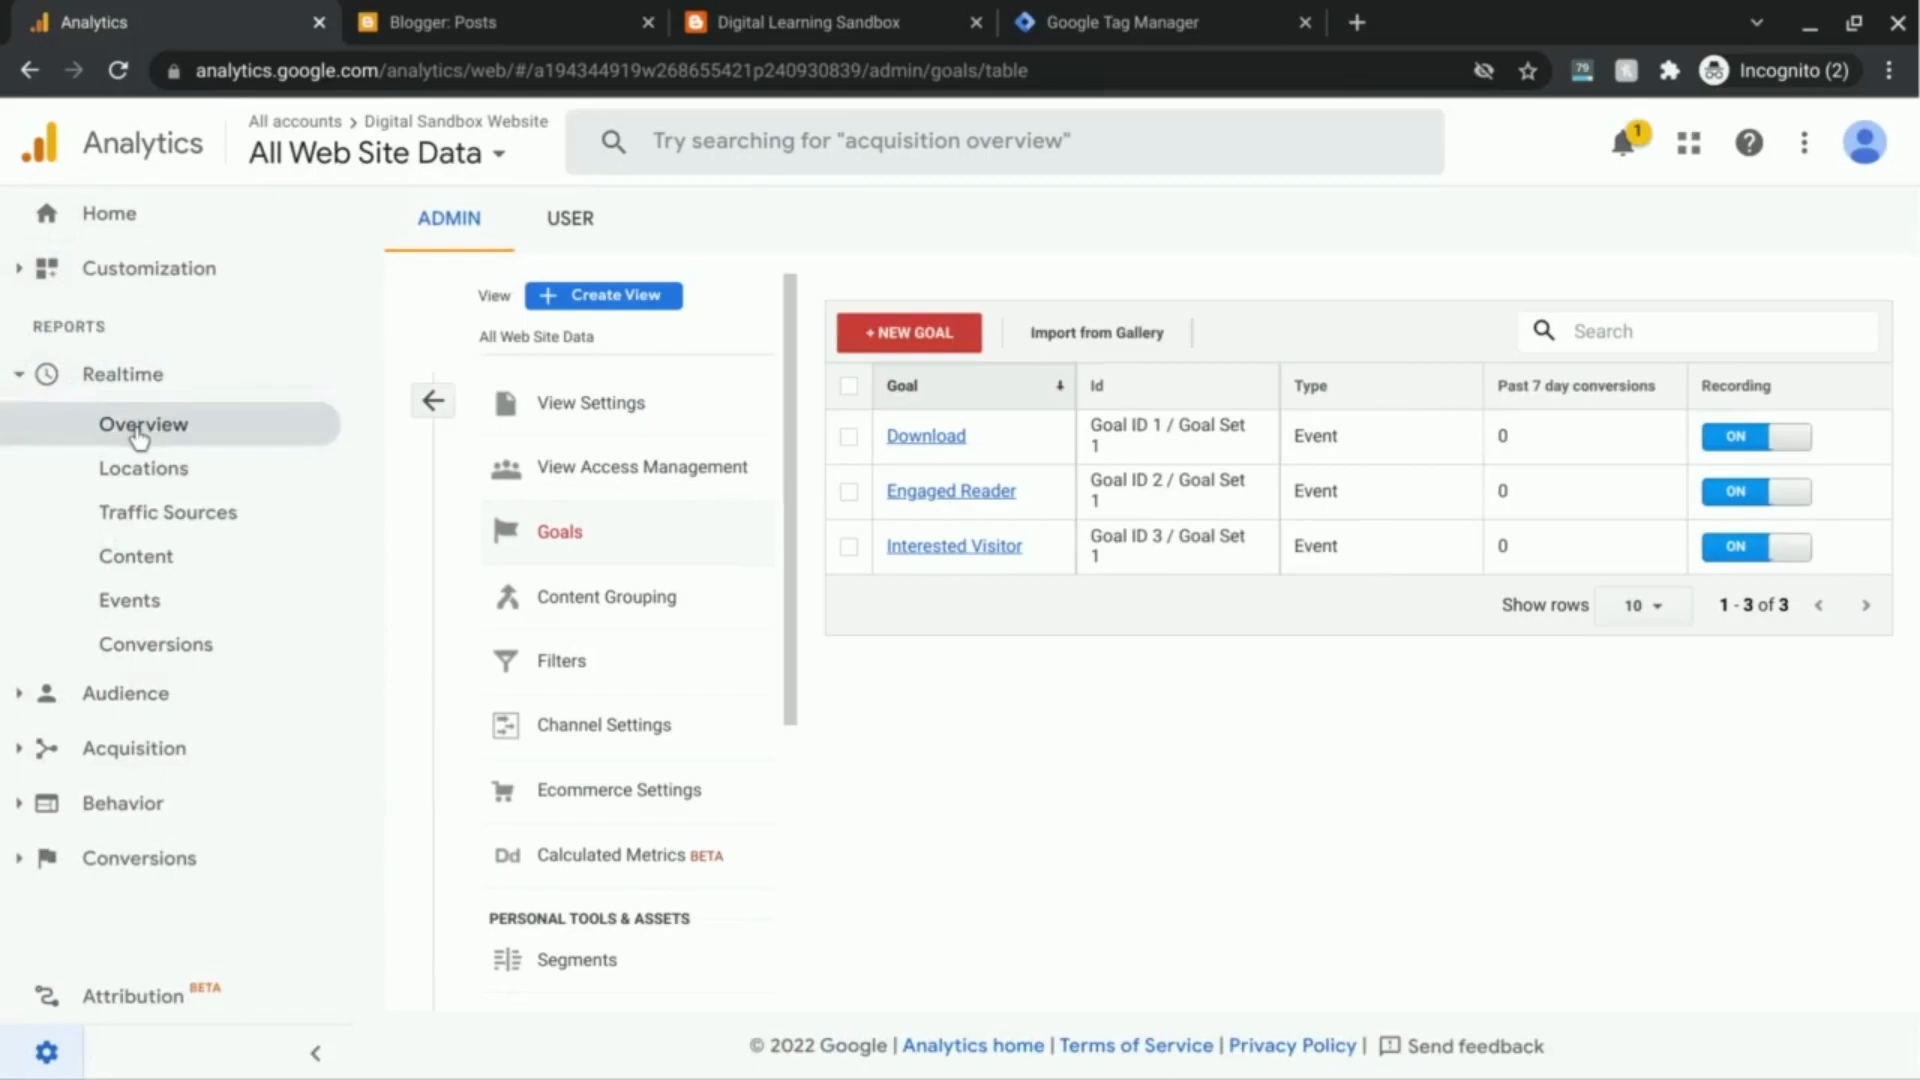 Analytics
Blogger: Posts
Digital Learning Sandbox
Google Tag Manager
analytics.google.com/analytics/web/#/a194344919w268655421p240930839/admin/goals/table
79
Incognito (2)
Analytics
All accounts > Digital Sandbox Website
All Web Site Data
Try searching for "acquisition overview"
1
Home
Customization
REPORTS
Realtime
Overview
Locations
Traffic Sources
Content
Events
Conversions
Audience
Acquisition
Behavior
Conversions
Attribution BETA
ADMIN
USER
View
+ Create View
All Web Site Data
View Settings
View Access Management
Goals
Content Grouping
Filters
Channel Settings
Ecommerce Settings
Dd Calculated Metrics BETA
PERSONAL TOOLS & ASSETS
Segments
+ NEW GOAL
Import from Gallery
Search
Goal Id Type Past 7 day conversions Recording
Download Goal ID 1 / Goal Set 1 Event 0 ON
Engaged Reader Goal ID 2 / Goal Set 1 Event 0 ON
Interested Visitor Goal ID 3 / Goal Set 1 Event 0 ON
Show rows 10 1 - 3 of 3
© 2022 Google | Analytics home | Terms of Service | Privacy Policy | Send feedback